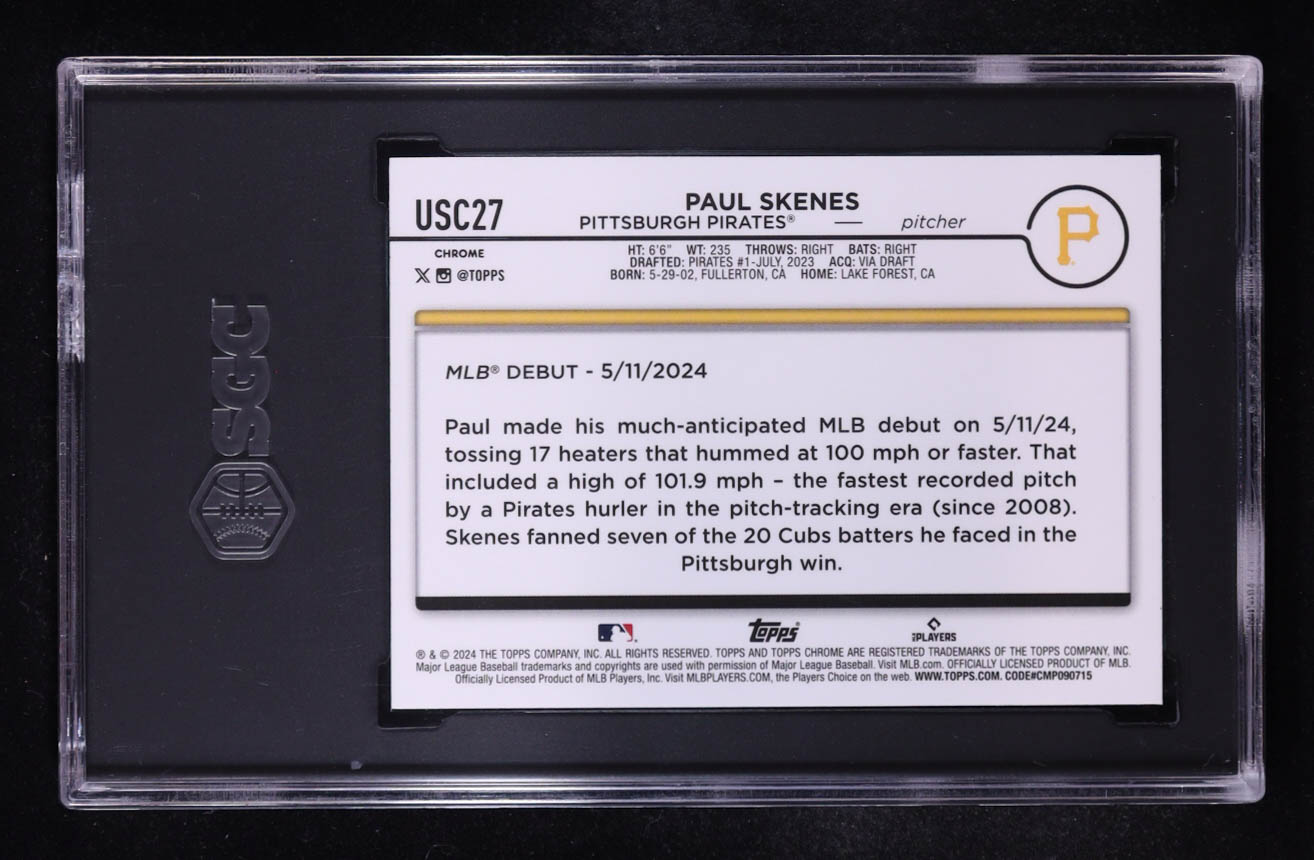 SGC
USC27
PAUL SKENES
PITTSBURGH PIRATES® — pitcher
P
CHROME
@TOPPS
HT: 6'6" WT: 235 THROWS: RIGHT BATS: RIGHT
DRAFTED: PIRATES #1-JULY, 2023 ACQ: VIA DRAFT
BORN: 5-29-02, FULLERTON, CA HOME: LAKE FOREST, CA
MLB® DEBUT - 5/11/2024
Paul made his much-anticipated MLB debut on 5/11/24,
tossing 17 heaters that hummed at 100 mph or faster. That
included a high of 101.9 mph – the fastest recorded pitch
by a Pirates hurler in the pitch-tracking era (since 2008).
Skenes fanned seven of the 20 Cubs batters he faced in the
Pittsburgh win.
Topps®
PLAYERS
® & © 2024 THE TOPPS COMPANY, INC. ALL RIGHTS RESERVED. TOPPS AND TOPPS CHROME ARE REGISTERED TRADEMARKS OF THE TOPPS COMPANY, INC.
Major League Baseball trademarks and copyrights are used with permission of Major League Baseball. Visit MLB.com. OFFICIALLY LICENSED PRODUCT OF MLB.
Officially Licensed Product of MLB Players, Inc. Visit MLBPLAYERS.COM, the Players Choice on the web. WWW.TOPPS.COM. CODE#CMP090715